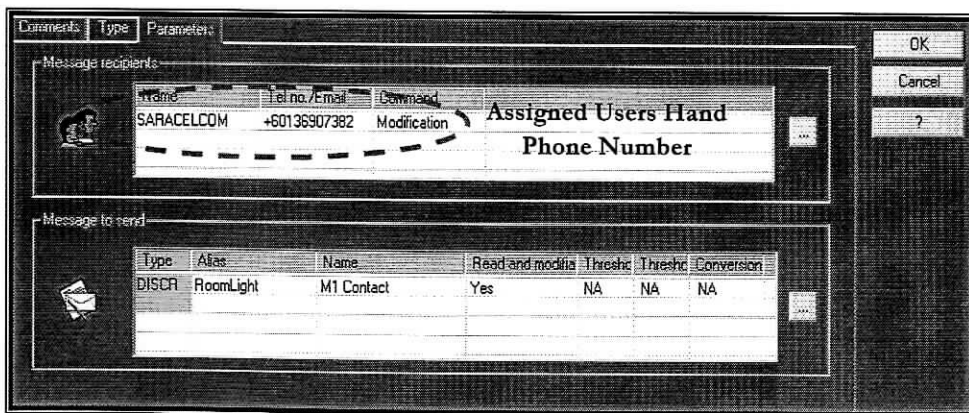 Comments Type Parameters
OK
Message recipients
Cancel
Name Tel no./Email Command
?
SARACELCOM +60136907382 Modification
Assigned Users Hand
Phone Number
...
Message to send
Type Alias Name Read and modifia Thresho Thresho Conversion
DISCR RoomLight M1 Contact Yes NA NA NA
...